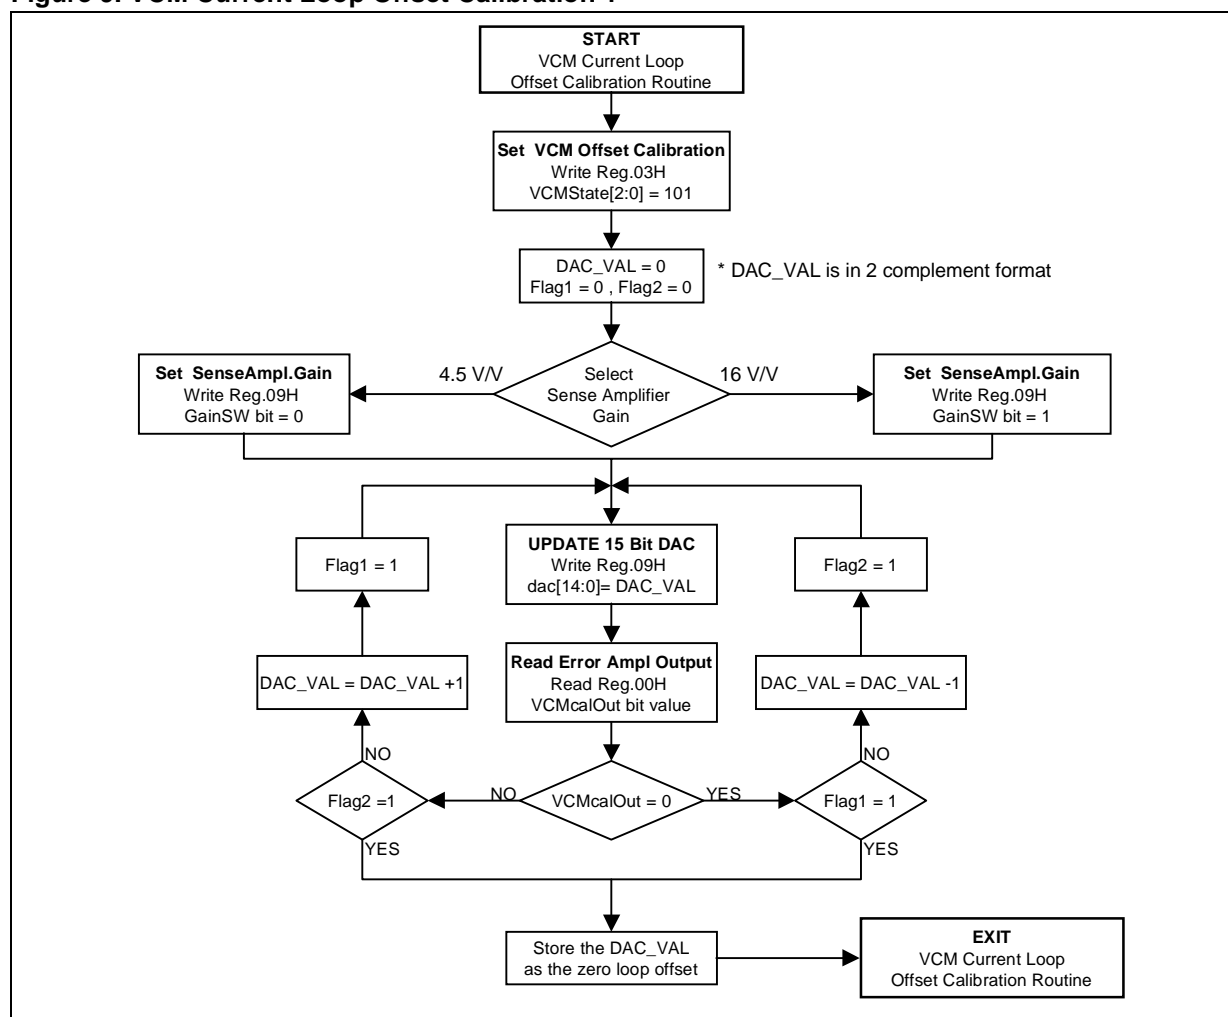 START
VCM Current Loop
Offset Calibration Routine
Set VCM Offset Calibration
Write Reg.03H
VCMState[2:0] = 101
DAC_VAL = 0
Flag1 = 0 , Flag2 = 0
* DAC_VAL is in 2 complement format
Set SenseAmpl.Gain
Write Reg.09H
GainSW bit = 0
4.5 V/V
Select
Sense Amplifier
Gain
16 V/V
Set SenseAmpl.Gain
Write Reg.09H
GainSW bit = 1
Flag1 = 1
UPDATE 15 Bit DAC
Write Reg.09H
dac[14:0]= DAC_VAL
Flag2 = 1
DAC_VAL = DAC_VAL +1
Read Error Ampl Output
Read Reg.00H
VCMcalOut bit value
DAC_VAL = DAC_VAL -1
NO
NO
Flag2 =1
NO
VCMcalOut = 0
YES
Flag1 = 1
YES
YES
Store the DAC_VAL
as the zero loop offset
EXIT
VCM Current Loop
Offset Calibration Routine